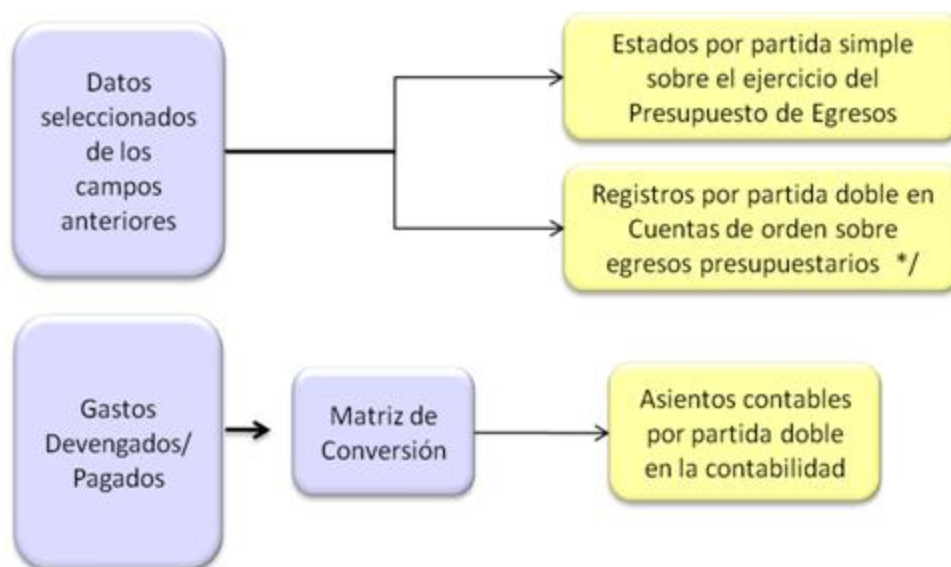 Datos
seleccionados
de los
campos
anteriores
Estados por partida simple
sobre el ejercicio del
Presupuesto de Egresos
Registros por partida doble en
Cuentas de orden sobre
egresos presupuestarios */
Gastos
Devengados/
Pagados
Matriz de
Conversión
Asientos contables
por partida doble
en la contabilidad